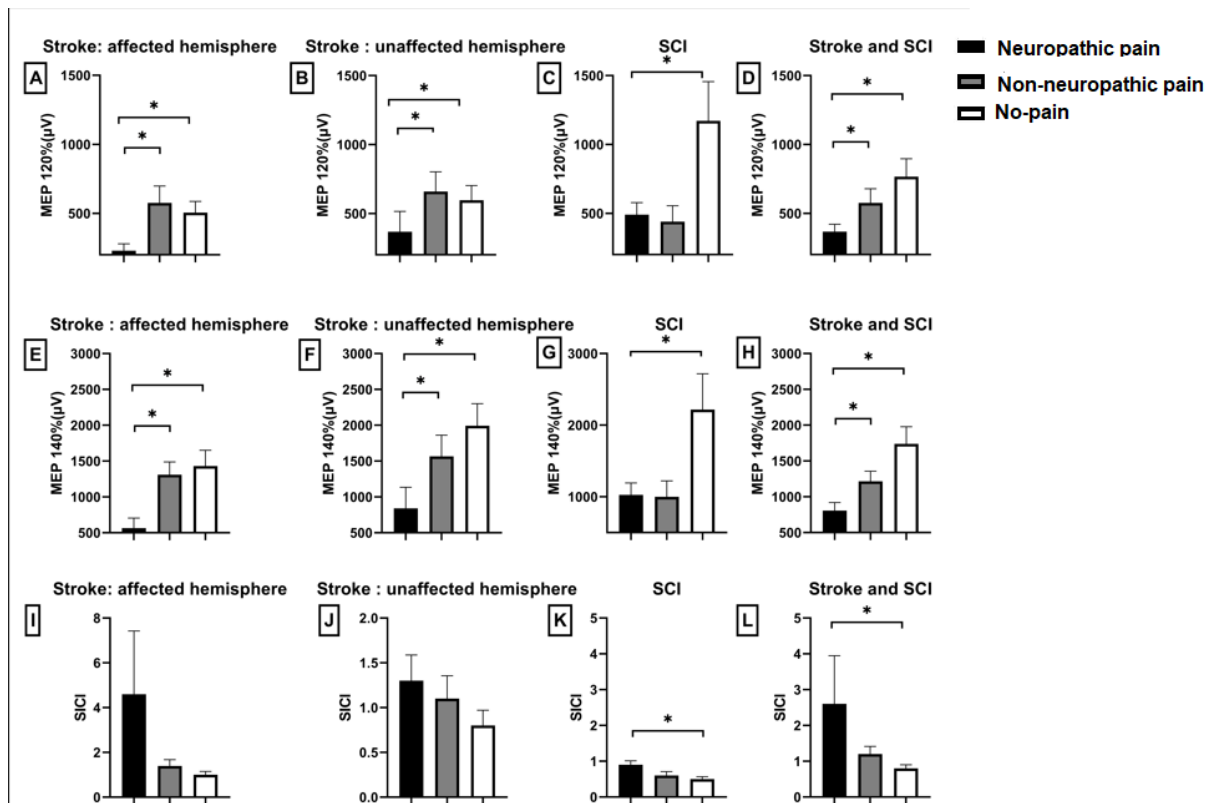 Stroke: affected hemisphere
Stroke : unaffected hemisphere
SCI
Stroke and SCI
Neuropathic pain
Non-neuropathic pain
No-pain
A
MEP 120%(µV)
1500
1000
500
*
*
B
MEP 120%(µV)
1500
1000
500
*
*
C
MEP 120%(µV)
1500
1000
500
*
D
MEP 120%(µV)
1500
1000
500
*
*
Stroke : affected hemisphere
Stroke : unaffected hemisphere
SCI
Stroke and SCI
E
MEP 140%(µV)
3000
2500
2000
1500
1000
500
*
*
F
MEP 140%(µV)
3000
2500
2000
1500
1000
500
*
*
G
MEP 140%(µV)
3000
2500
2000
1000
500
*
H
MEP 140%(µV)
3000
2500
2000
1500
1000
500
*
*
Stroke: affected hemisphere
Stroke : unaffected hemisphere
SCI
Stroke and SCI
I
SICI
8
6
4
2
0
J
SICI
2.0
1.5
1.0
0.5
0.0
K
SICI
5
4
3
2
1
0
*
L
SICI
5
4
3
2
1
0
*